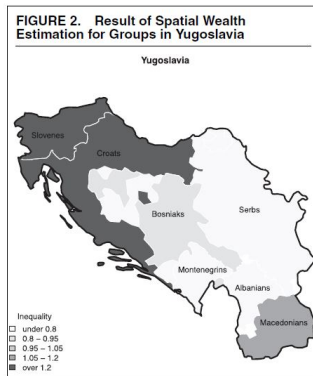 FIGURE 2. Result of Spatial Wealth
Estimation for Groups in Yugoslavia
Yugoslavia
Slovenes
Croats
Bosniaks
Serbs
Montenegrins
Albanians
Macedonians
Inequality
under 0.8
0.8 – 0.95
0.95 – 1.05
1.05 – 1.2
over 1.2